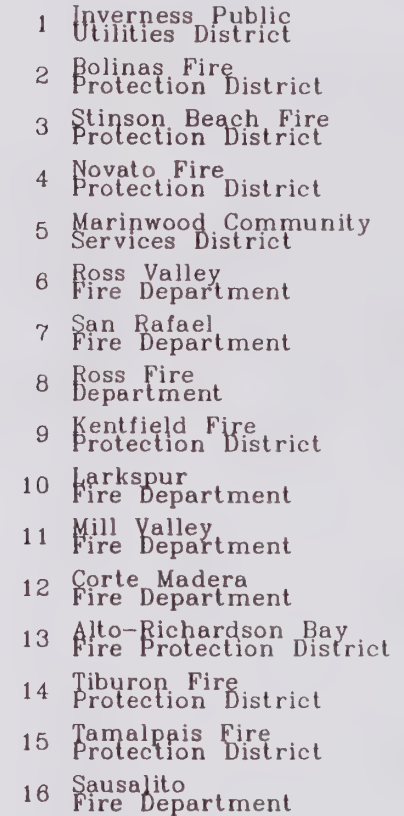 1 Inverness Public
Utilities District
2 Bolinas Fire
Protection District
3 Stinson Beach Fire
Protection District
4 Novato Fire
Protection District
5 Marinwood Community
Services District
6 Ross Valley
Fire Department
7 San Rafael
Fire Department
8 Ross Fire
Department
9 Kentfield Fire
Protection District
10 Larkspur
Fire Department
11 Mill Valley
Fire Department
12 Corte Madera
Fire Department
13 Alto-Richardson Bay
Fire Protection District
14 Tiburon Fire
Protection District
15 Tamalpais Fire
Protection District
16 Sausalito
Fire Department